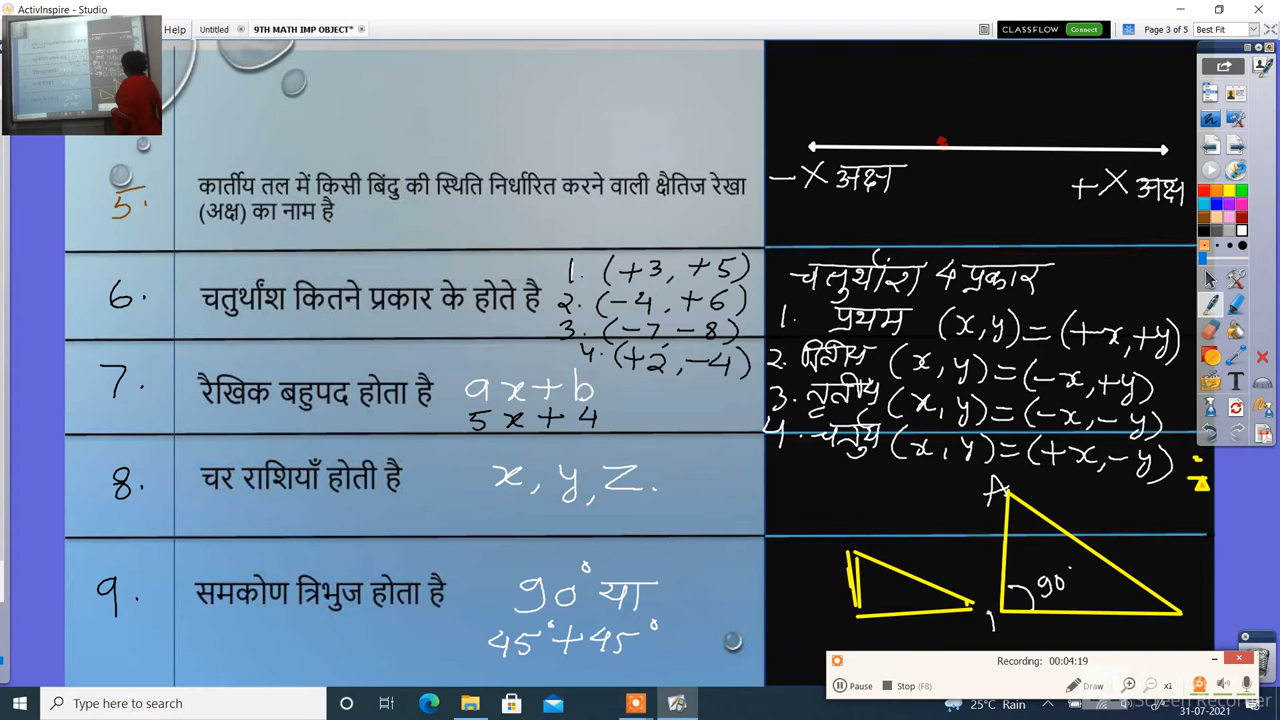 ActivInspire - Studio
Help
Untitled
9TH MATH IMP OBJECT*
CLASSFLOW
Connect
Page 3 of 5
Best Fit
5. कार्तीय तल में किसी बिंदु की स्थिति निर्धारित करने वाली क्षैतिज रेखा
(अक्ष) का नाम है
-X अक्ष
+X अक्ष
6. चतुर्थांश कितने प्रकार के होते है
1. (+3, +5)
2. (-4, +6)
3. (-7 -8)
4. (+2, -4)
चतुर्थांश 4 प्रकार
1. प्रथम (x,y)=(+x,+y)
2. द्वितीय (x,y)=(-x,+y)
3. तृतीय (x,y)=(-x,-y)
4. चर्तुथ (x,y)=(+x,-y)
7. रैखिक बहुपद होता है ax+b
5x+4
8. चर राशियाँ होती है x, y, z.
9. समकोण त्रिभुज होता है 90° या
45°+45°
A
90°
Recording: 00:04:19
Pause
Stop (F8)
Draw
x1
Type here to search
25°C Rain
31-07-2021
Screen Recorder